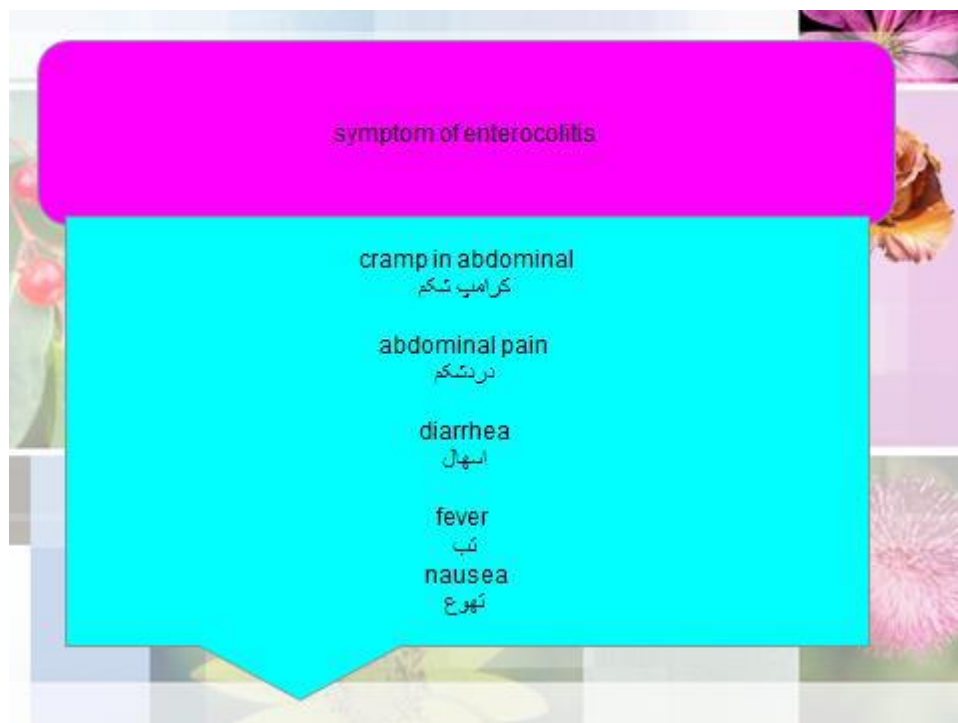 symptom of enterocolitis
cramp in abdominal
کرامپ شکم
abdominal pain
دردشکم
diarrhea
اسهال
fever
تب
nausea
تهوع